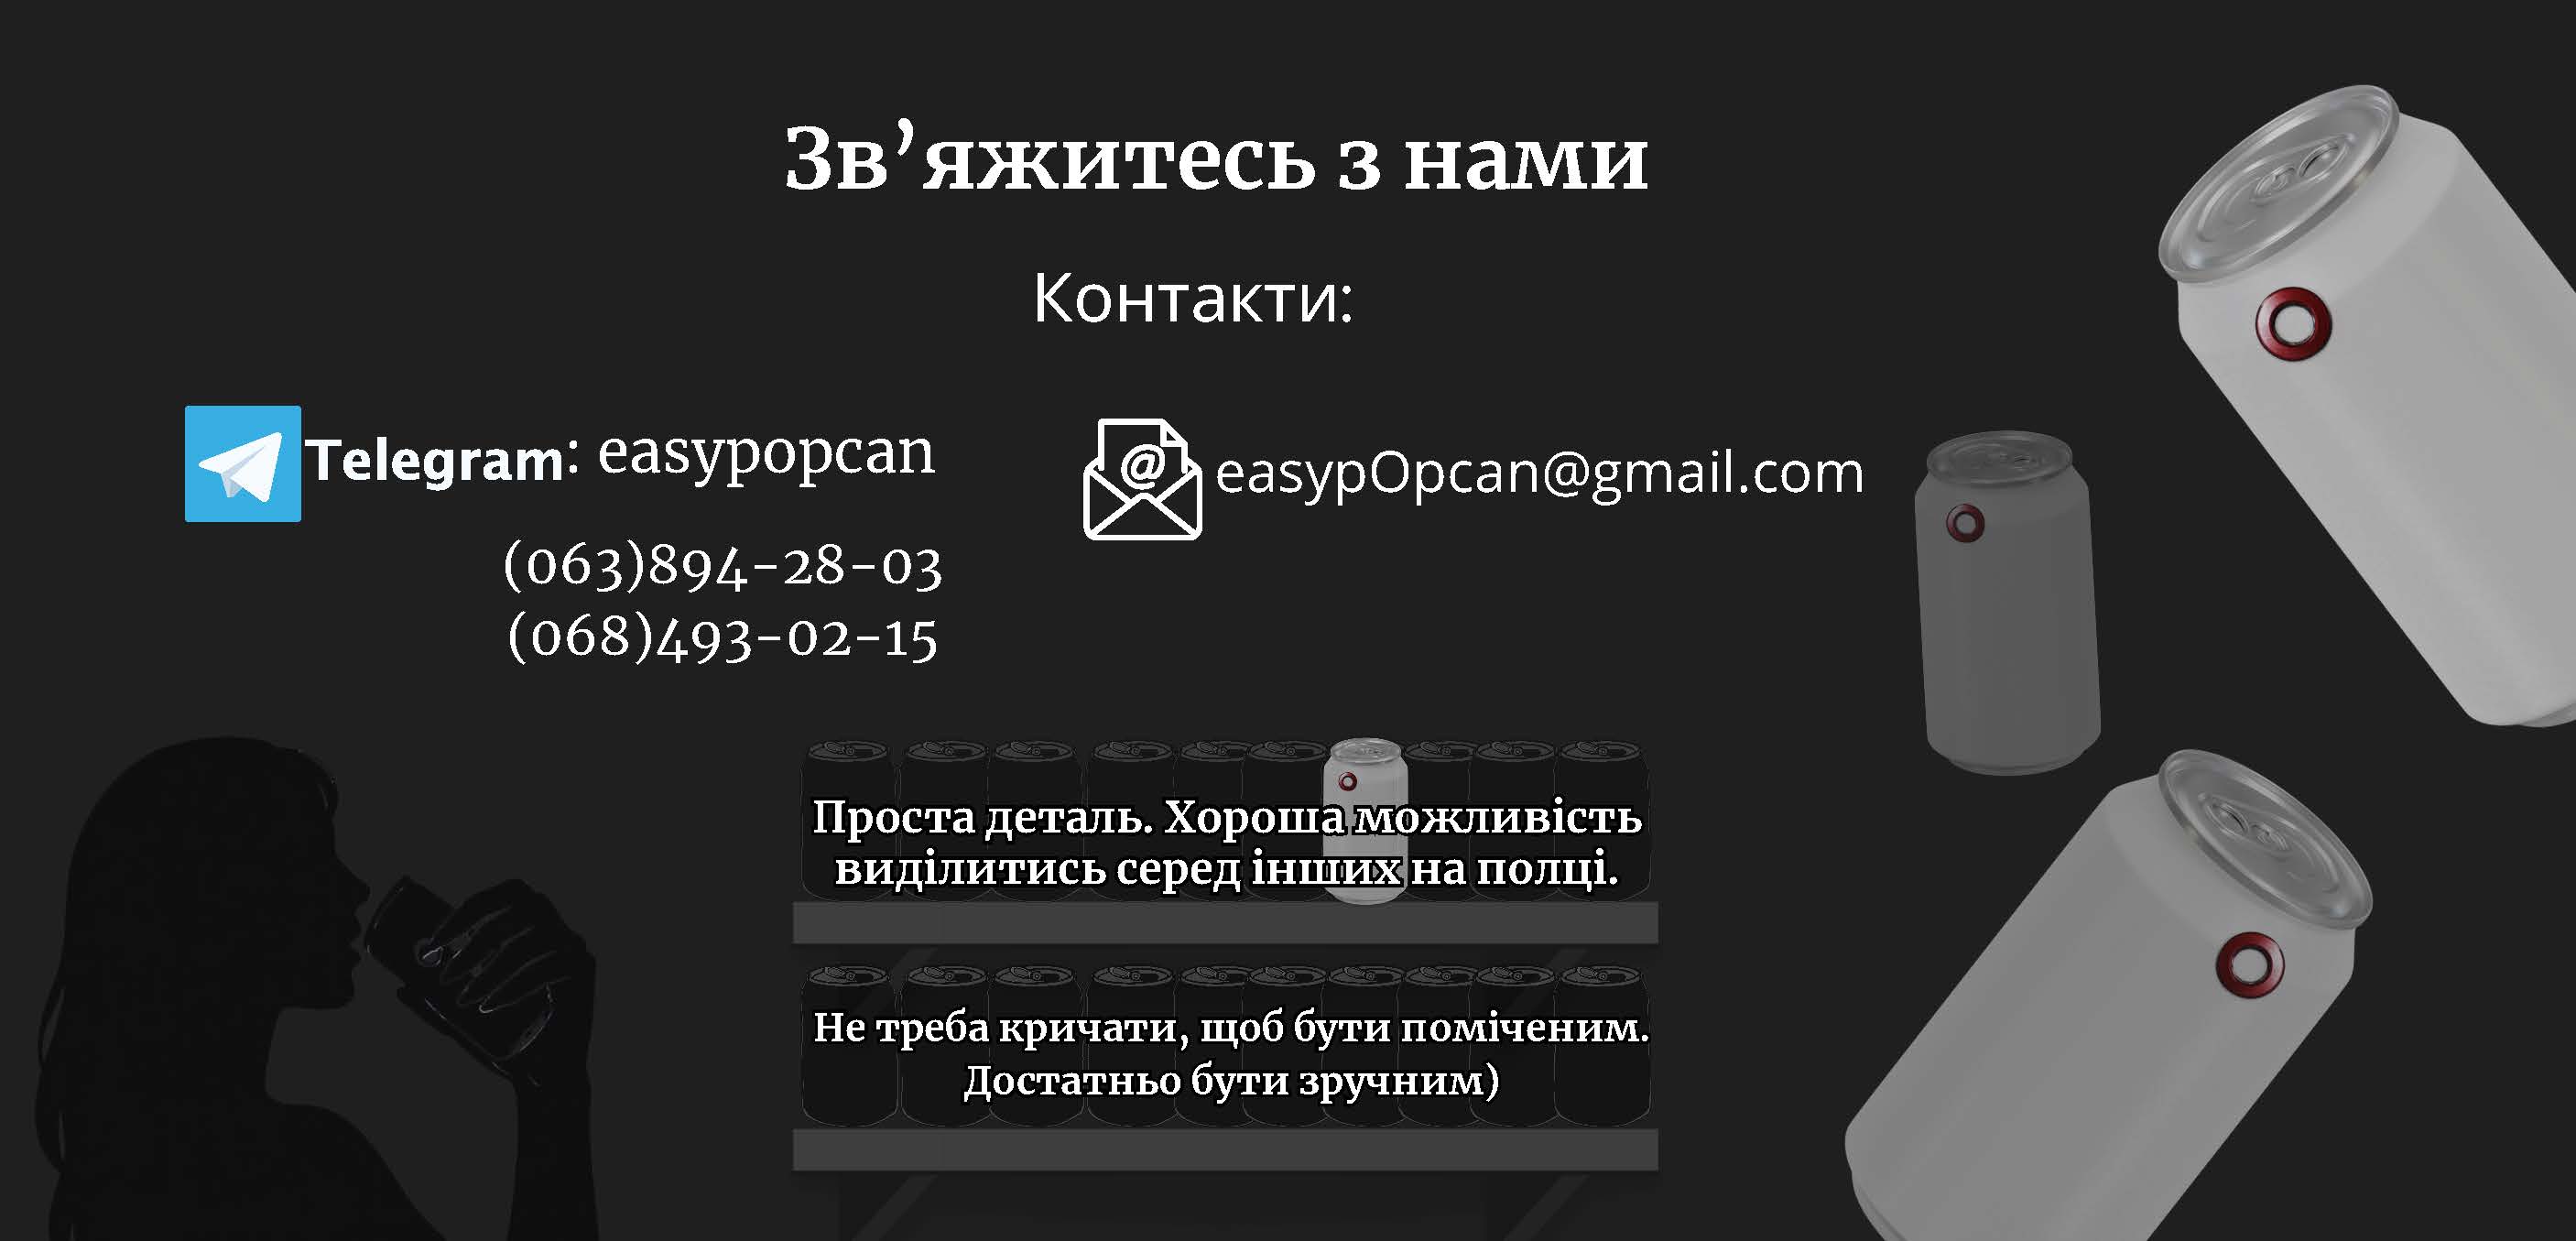 Зв’яжитесь з нами
Контакти:
Telegram: easypopcan
(063)894-28-03
(068)493-02-15
easypOpcan@gmail.com
Проста деталь. Хороша можливість
виділитись серед інших на полці.
Не треба кричати, щоб бути поміченим.
Достатньо бути зручним)